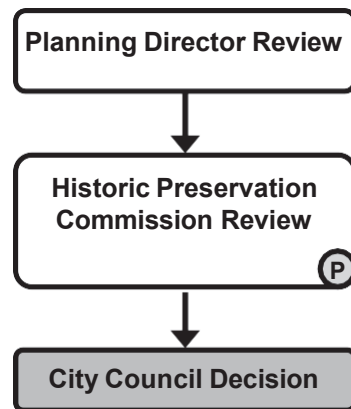 Planning Director Review
Historic Preservation
Commission Review
P
City Council Decision